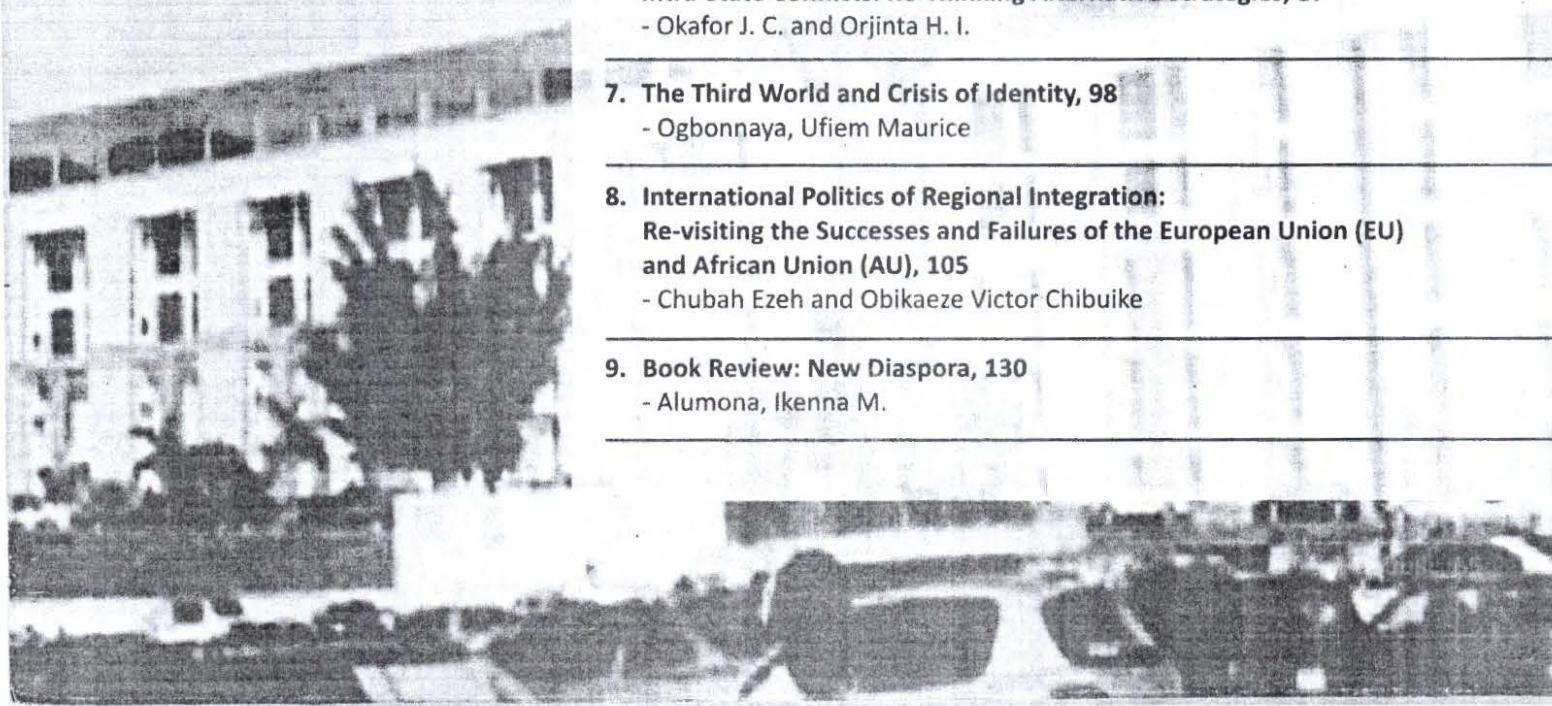 - Okafor J. C. and Orjinta H. I.
7. The Third World and Crisis of Identity, 98
- Ogbonnaya, Ufiem Maurice
8. International Politics of Regional Integration:
Re-visiting the Successes and Failures of the European Union (EU)
and African Union (AU), 105
- Chubah Ezeh and Obikaeze Victor Chibuike
9. Book Review: New Diaspora, 130
- Alumona, Ikenna M.